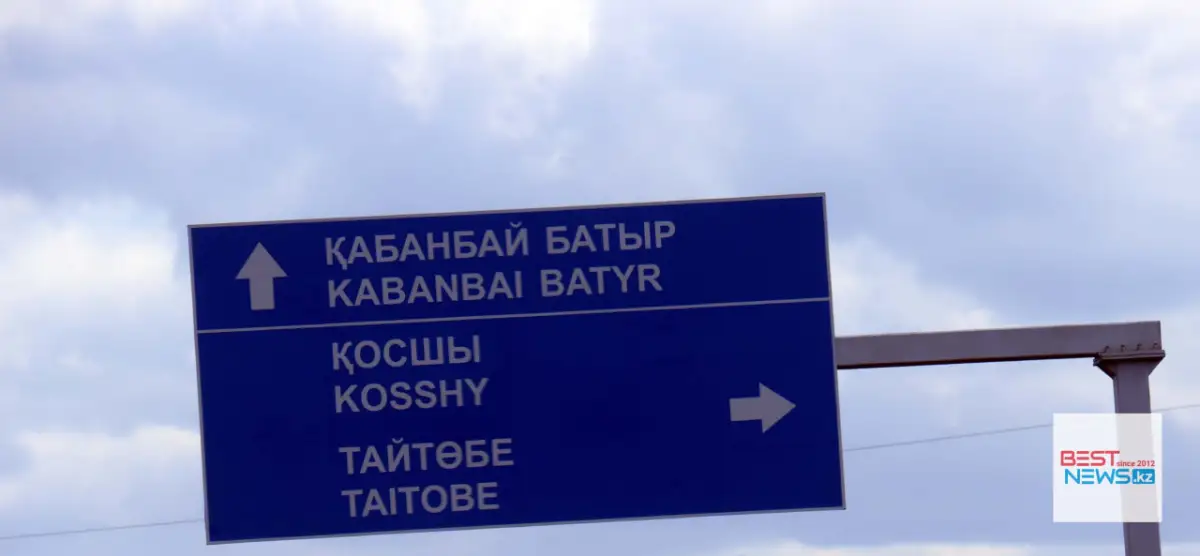 ҚАБАНБАЙ БАТЫР
KABANBAI BATYR
ҚОСШЫ
KOSSHY
ТАЙТӨБЕ
TAITOBE
BEST since 2012
NEWS.kz